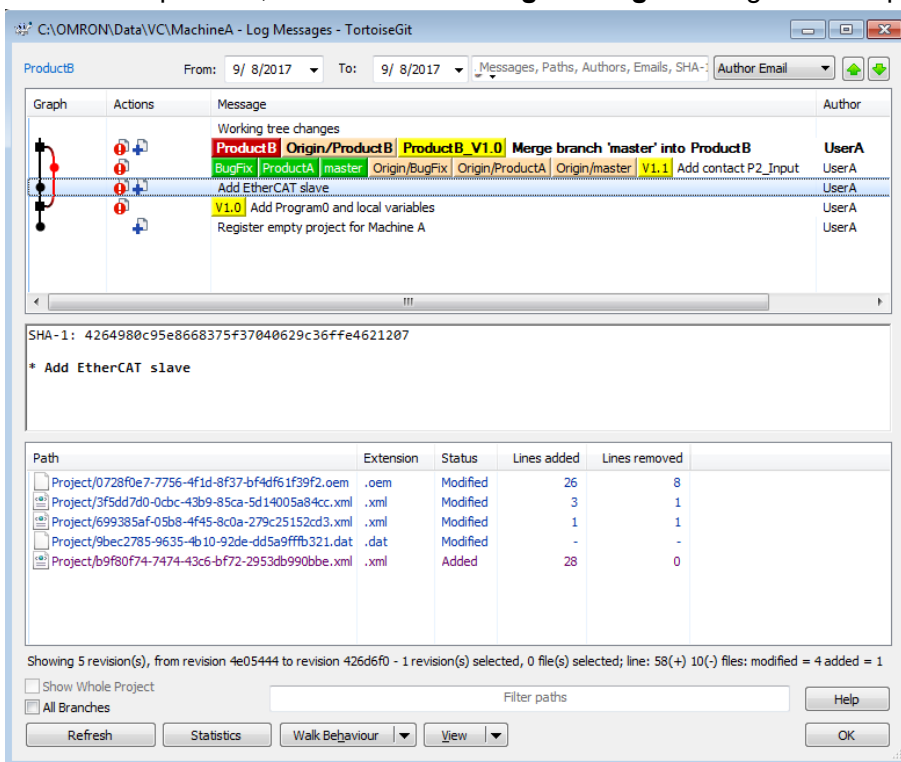 C:\OMRON\Data\VC\MachineA - Log Messages - TortoiseGit
ProductB From: 9/ 8/2017 To: 9/ 8/2017 Messages, Paths, Authors, Emails, SHA-1 Author Email
Graph Actions Message Author
Working tree changes
ProductB Origin/ProductB ProductB_V1.0 Merge branch 'master' into ProductB UserA
BugFix ProductA master Origin/BugFix Origin/ProductA Origin/master V1.1 Add contact P2_Input UserA
Add EtherCAT slave UserA
V1.0 Add Program0 and local variables UserA
Register empty project for Machine A UserA
SHA-1: 4264980c95e8668375f37040629c36ffe4621207
* Add EtherCAT slave
Path Extension Status Lines added Lines removed
Project/0728f0e7-7756-4f1d-8f37-bf4df61f39f2.oem .oem Modified 26 8
Project/3f5dd7d0-0cbc-43b9-85ca-5d14005a84cc.xml .xml Modified 3 1
Project/699385af-05b8-4f45-8c0a-279c25152cd3.xml .xml Modified 1 1
Project/9bec2785-9635-4b10-92de-dd5a9fffb321.dat .dat Modified - -
Project/b9f80f74-7474-43c6-bf72-2953db990bbe.xml .xml Added 28 0
Showing 5 revision(s), from revision 4e05444 to revision 426d6f0 - 1 revision(s) selected, 0 file(s) selected; line: 58(+) 10(-) files: modified = 4 added = 1
Show Whole Project
All Branches
Filter paths
Help
Refresh Statistics Walk Behaviour View OK